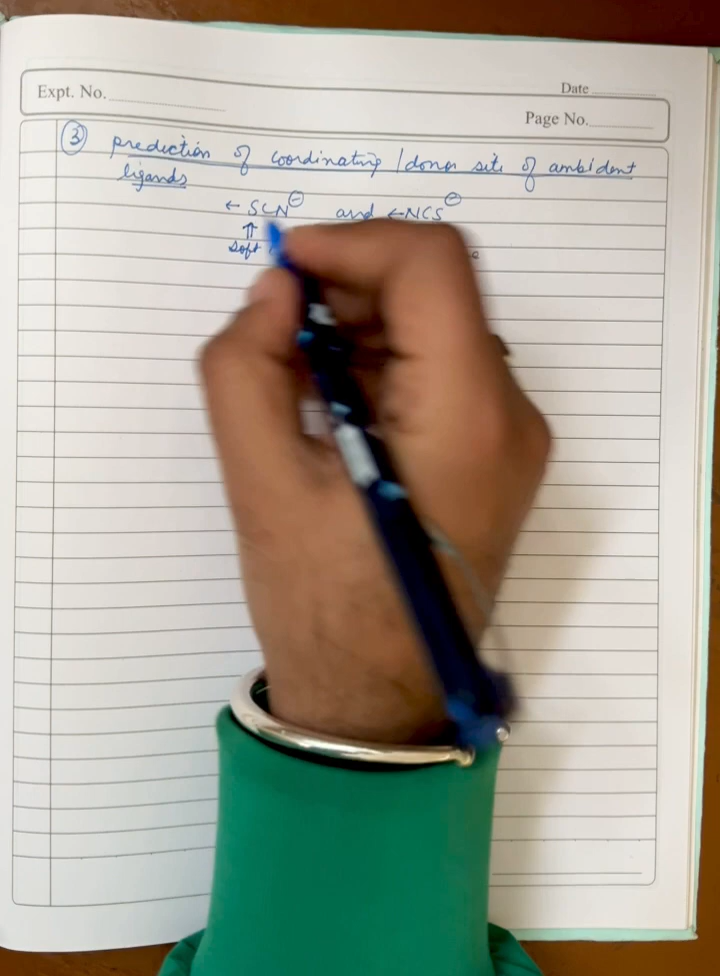 Expt. No.
Date
Page No.
③ prediction of coordinating / donor site of ambident
ligands
← SCN⊖ and ←NCS⊖
⇑
soft